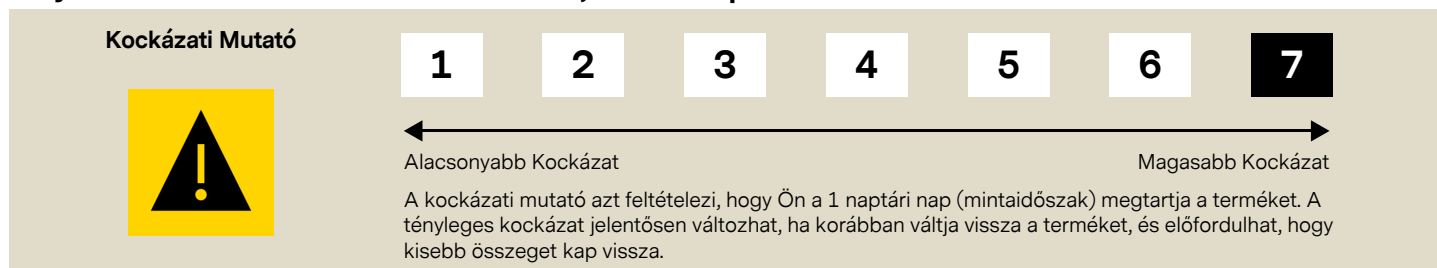 Kockázati Mutató
1 2 3 4 5 6 7
Alacsonyabb Kockázat Magasabb Kockázat
A kockázati mutató azt feltételezi, hogy Ön a 1 naptári nap (mintaidőszak) megtartja a terméket. A
tényleges kockázat jelentősen változhat, ha korábban váltja vissza a terméket, és előfordulhat, hogy
kisebb összeget kap vissza.